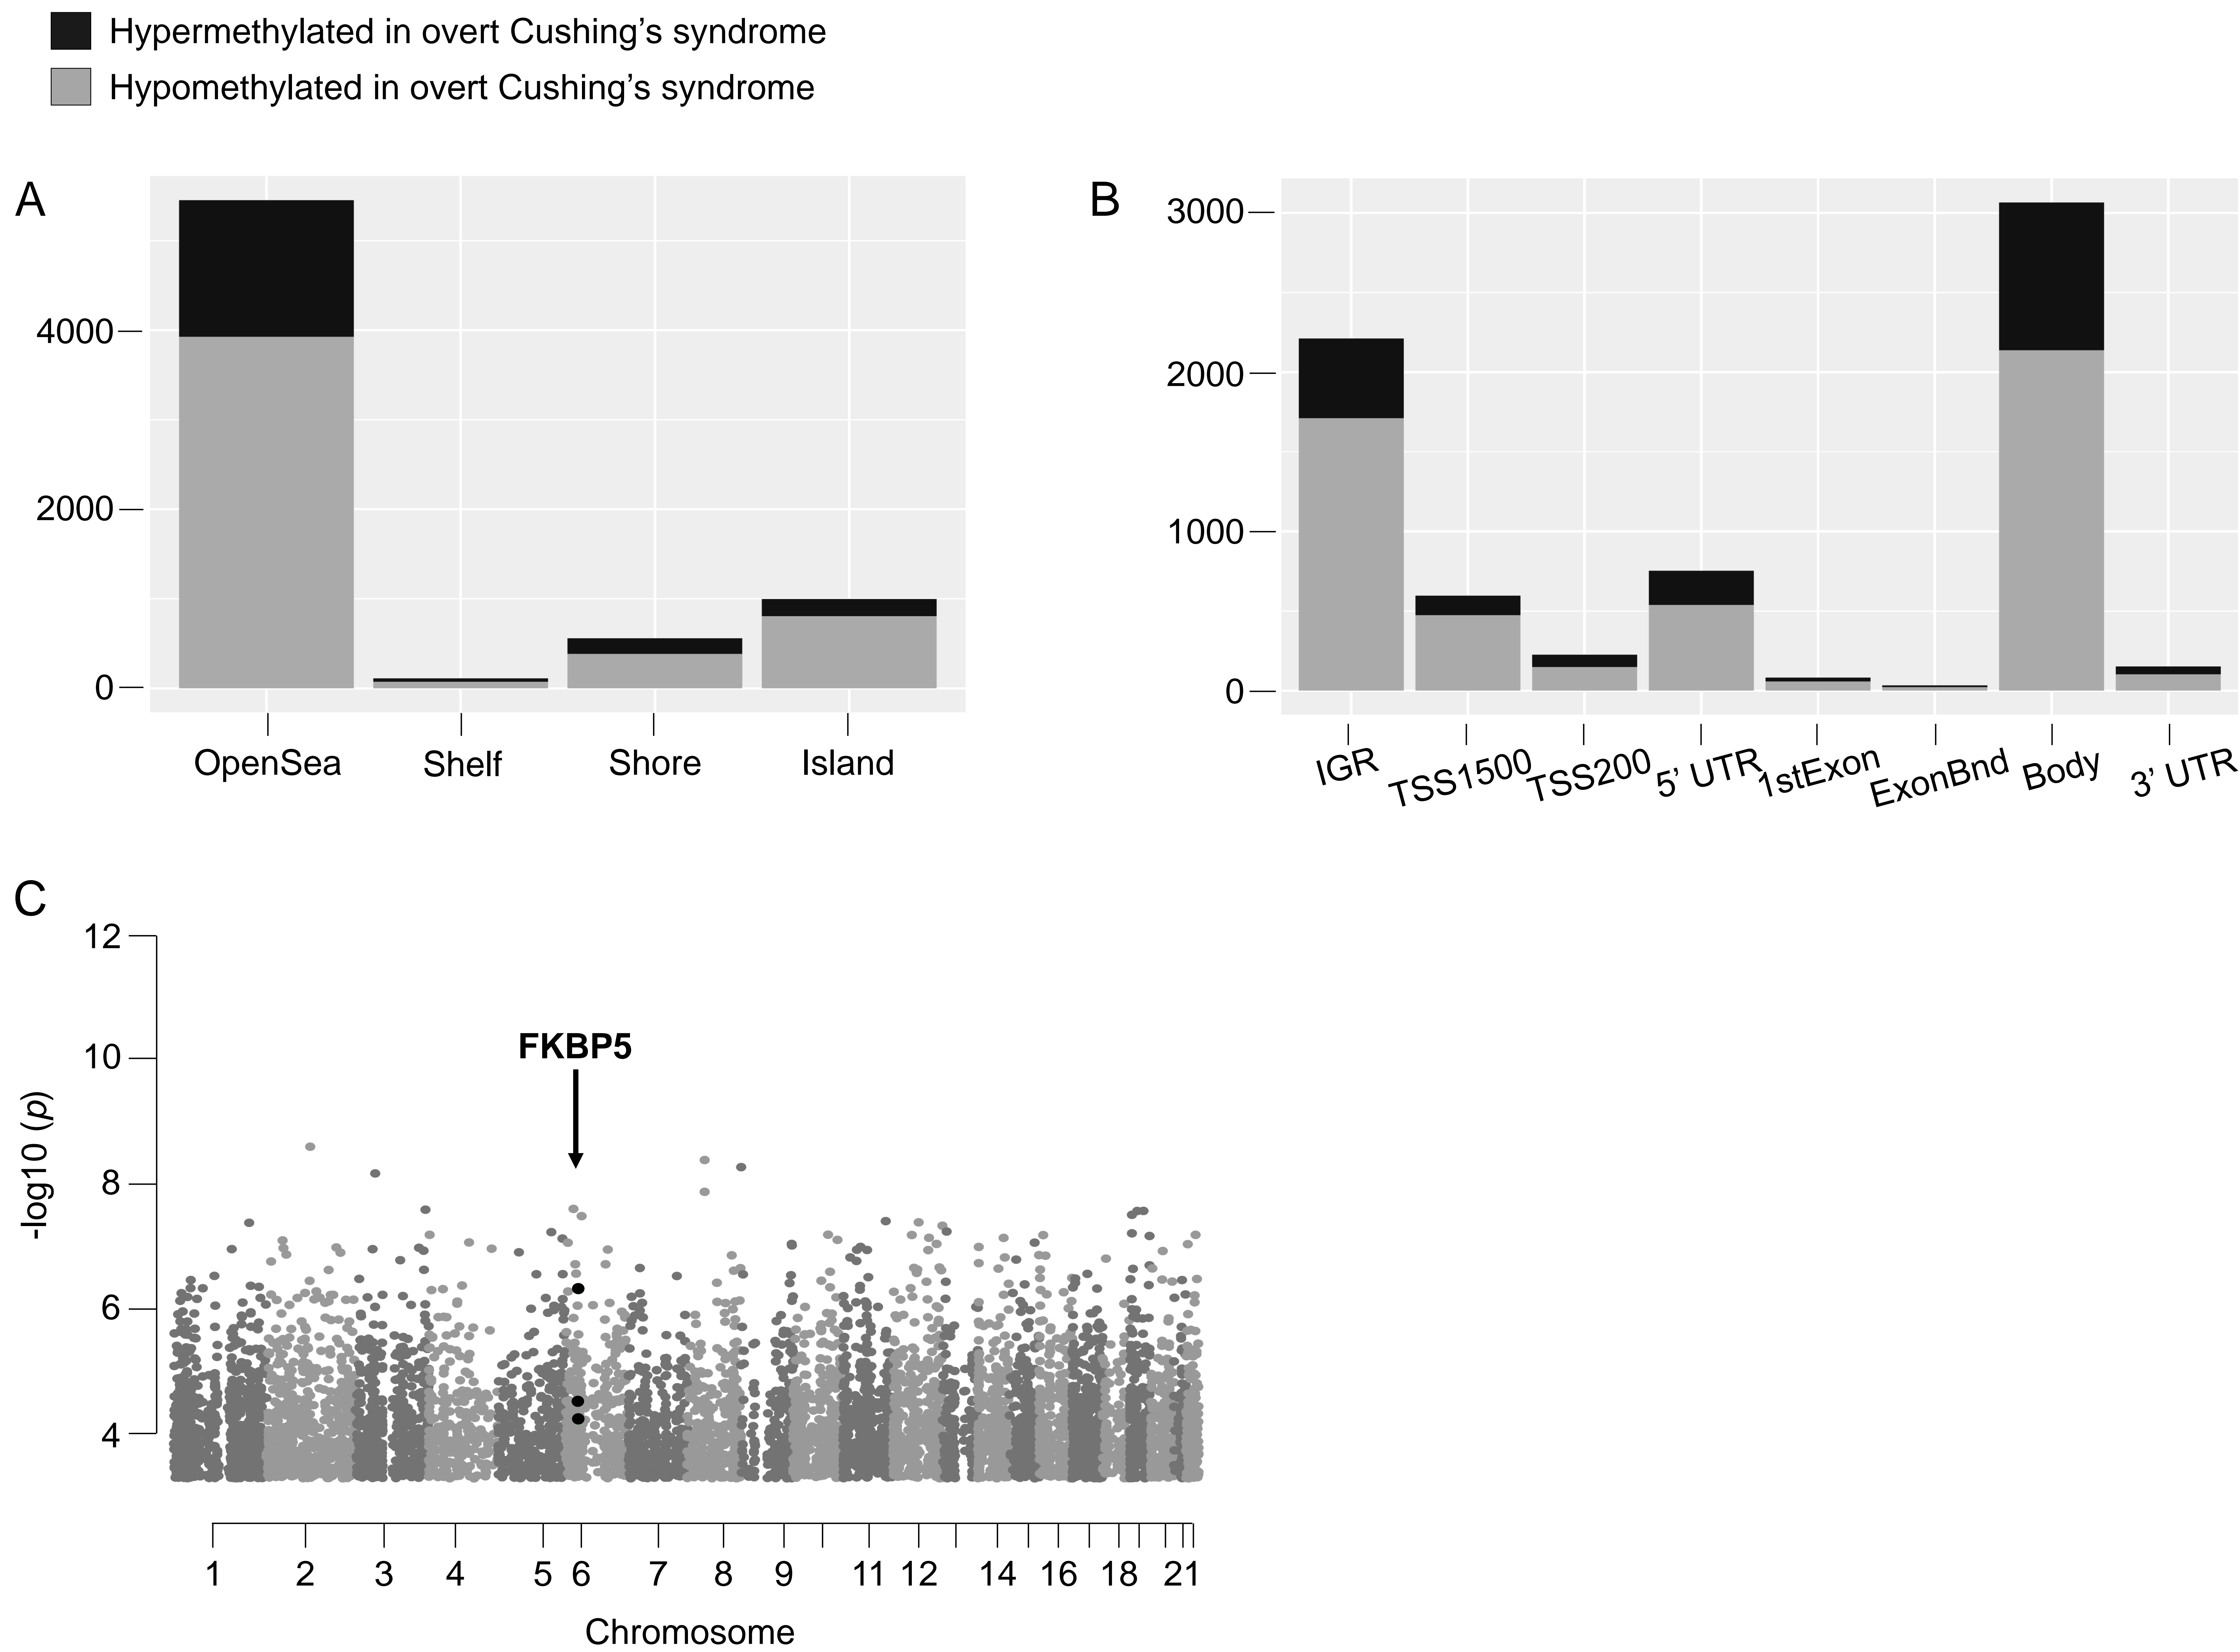 Hypermethylated in overt Cushing’s syndrome
Hypomethylated in overt Cushing’s syndrome
A
4000
2000
0
OpenSea Shelf Shore Island
B
3000
2000
1000
0
IGR TSS1500 TSS200 5’ UTR 1stExon ExonBnd Body 3’ UTR
C
12
10
8
6
4
-log10 (p)
FKBP5
1 2 3 4 5 6 7 8 9 11 12 14 16 18 21
Chromosome